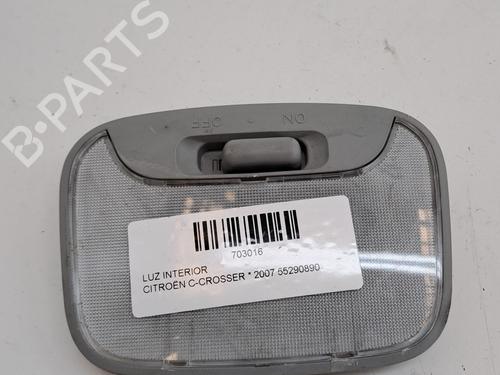 B-PARTS
OFF
ON
703016
LUZ INTERIOR
CITROËN C-CROSSER * 2007 55290890